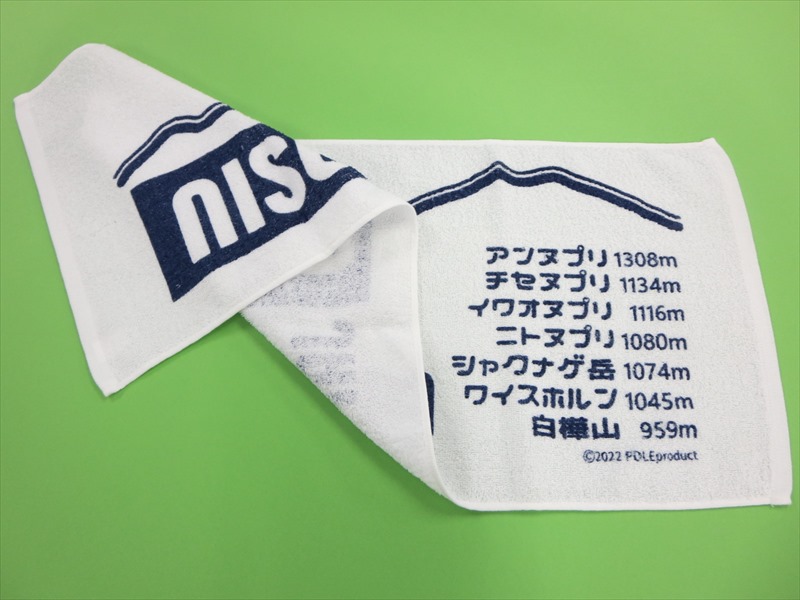 NIS
アンヌプリ 1308m
チセヌプリ 1134m
イワオヌプリ 1116m
ニトヌプリ 1080m
シャクナゲ岳 1074m
ワイスホルン 1045m
白樺山 959m
©2022 PDLEproduct